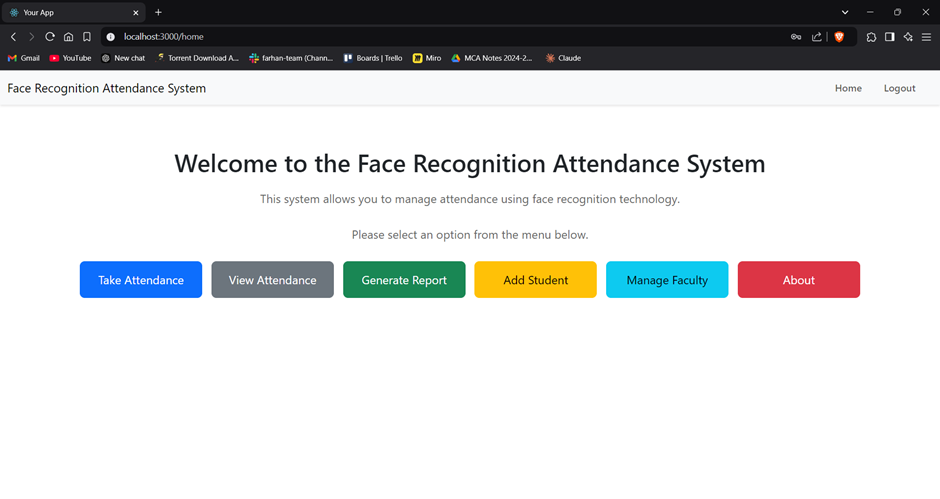 Your App
localhost:3000/home
Gmail YouTube New chat Torrent Download A... farhan-team (Chann... Boards | Trello Miro MCA Notes 2024-2... Claude
Face Recognition Attendance System Home Logout
Welcome to the Face Recognition Attendance System
This system allows you to manage attendance using face recognition technology.
Please select an option from the menu below.
Take Attendance View Attendance Generate Report Add Student Manage Faculty About